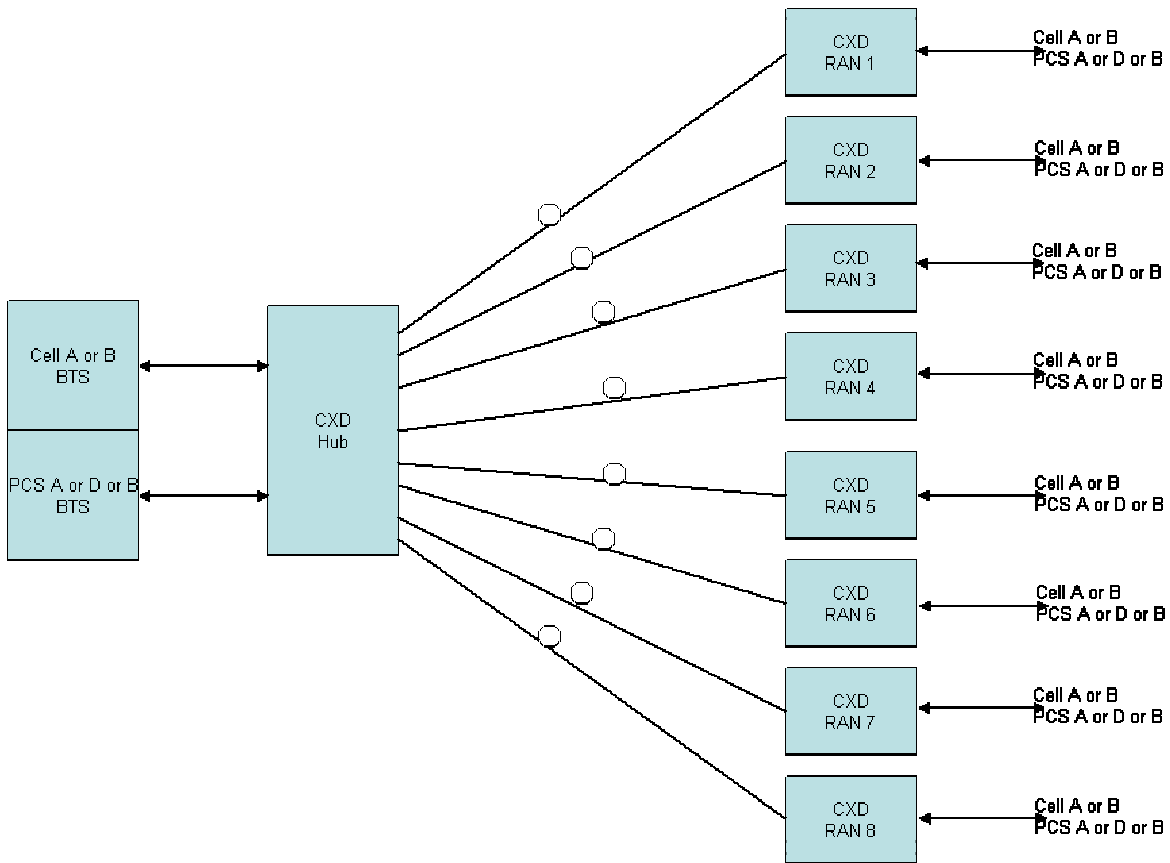 CXD
RAN 1
Cell A or B
PCS A or D or B
CXD
RAN 2
Cell A or B
PCS A or D or B
CXD
RAN 3
Cell A or B
PCS A or D or B
Cell A or B
BTS
CXD
RAN 4
Cell A or B
PCS A or D or B
CXD
Hub
PCS A or D or B
BTS
CXD
RAN 5
Cell A or B
PCS A or D or B
CXD
RAN 6
Cell A or B
PCS A or D or B
CXD
RAN 7
Cell A or B
PCS A or D or B
CXD
RAN 8
Cell A or B
PCS A or D or B